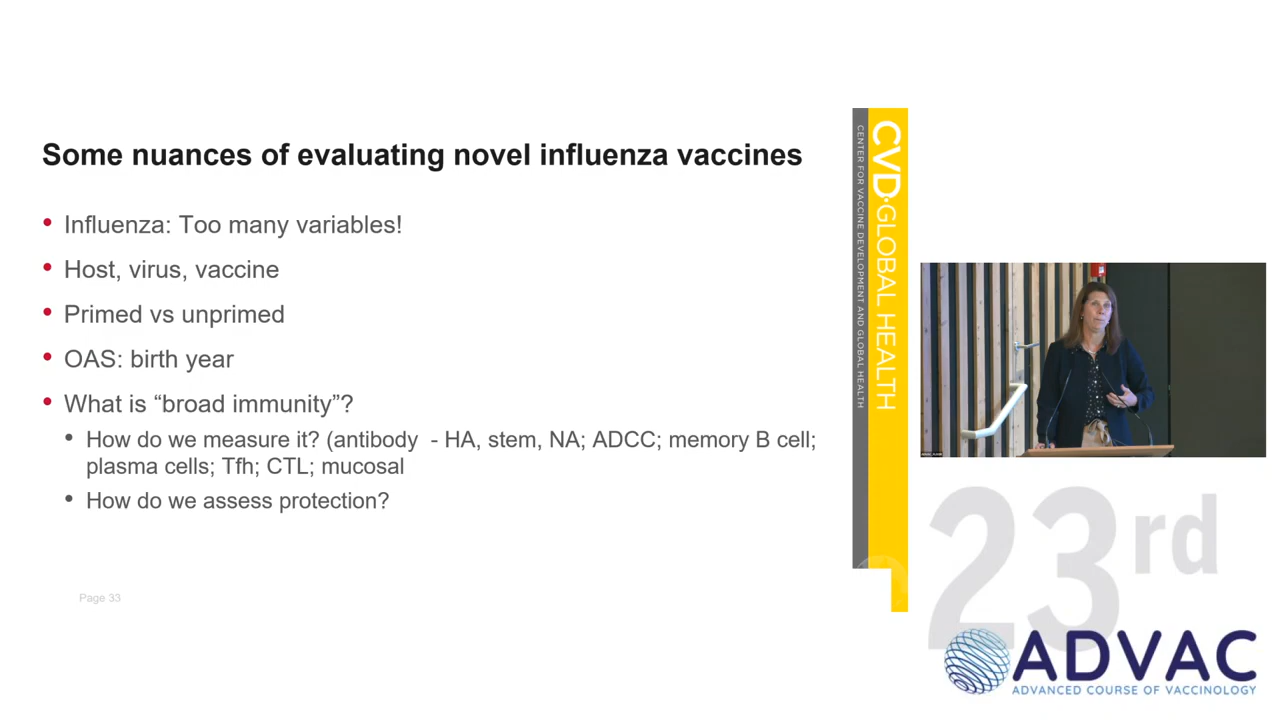 Some nuances of evaluating novel influenza vaccines
• Influenza: Too many variables!
• Host, virus, vaccine
• Primed vs unprimed
• OAS: birth year
• What is “broad immunity”?
• How do we measure it? (antibody - HA, stem, NA; ADCC; memory B cell;
plasma cells; Tfh; CTL; mucosal
• How do we assess protection?
Page 33
CENTER FOR VACCINE DEVELOPMENT AND GLOBAL HEALTH
CVD·GLOBAL HEALTH
23rd
ADVAC
ADVANCED COURSE OF VACCINOLOGY